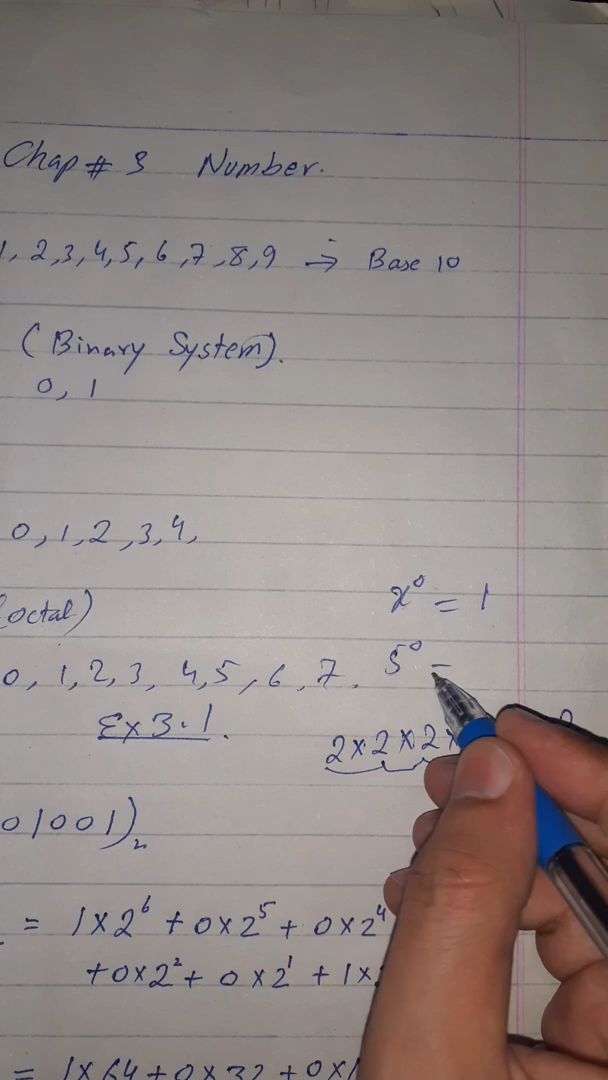 Chap # 3 Number.
1, 2, 3, 4, 5, 6, 7, 8, 9 ⇒ Base 10
(Binary System).
0, 1
0, 1, 2, 3, 4,
(octal)
x⁰ = 1
0, 1, 2, 3, 4, 5, 6, 7.
5⁰ =
Ex 3.1.
2×2×2×
01001)₂
= 1×2⁶ + 0×2⁵ + 0×2⁴
+0×2² + 0×2¹ + 1×
= 1×64 + 0×32 + 0×1